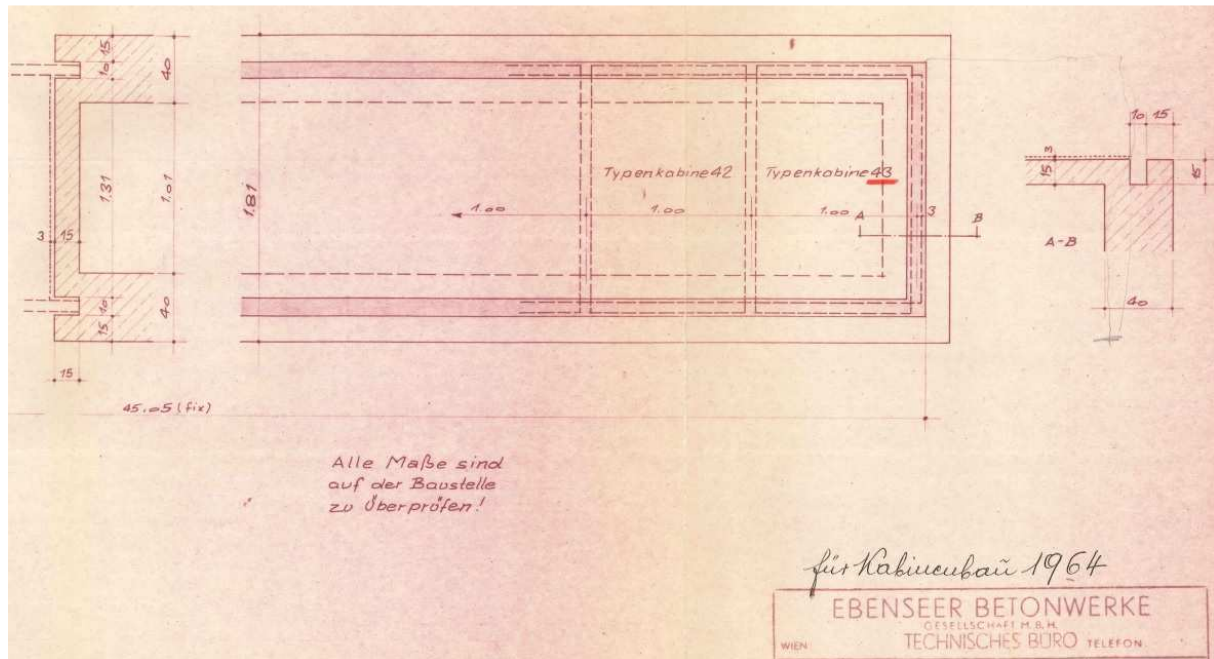 15
10
40
1.31
1.01
1.81
3
15
10
15
40
15
45.05 (fix)
Typenkabine 42
Typenkabine 43
1.00
1.00
1.00
3
A
B
10
15
3
15
15
A-B
40
Alle Maße sind
auf der Baustelle
zu Überprüfen!
für Kabinenbau 1964
EBENSEER BETONWERKE
GESELLSCHAFT M.B.H.
WIEN TECHNISCHES BÜRO TELEFON